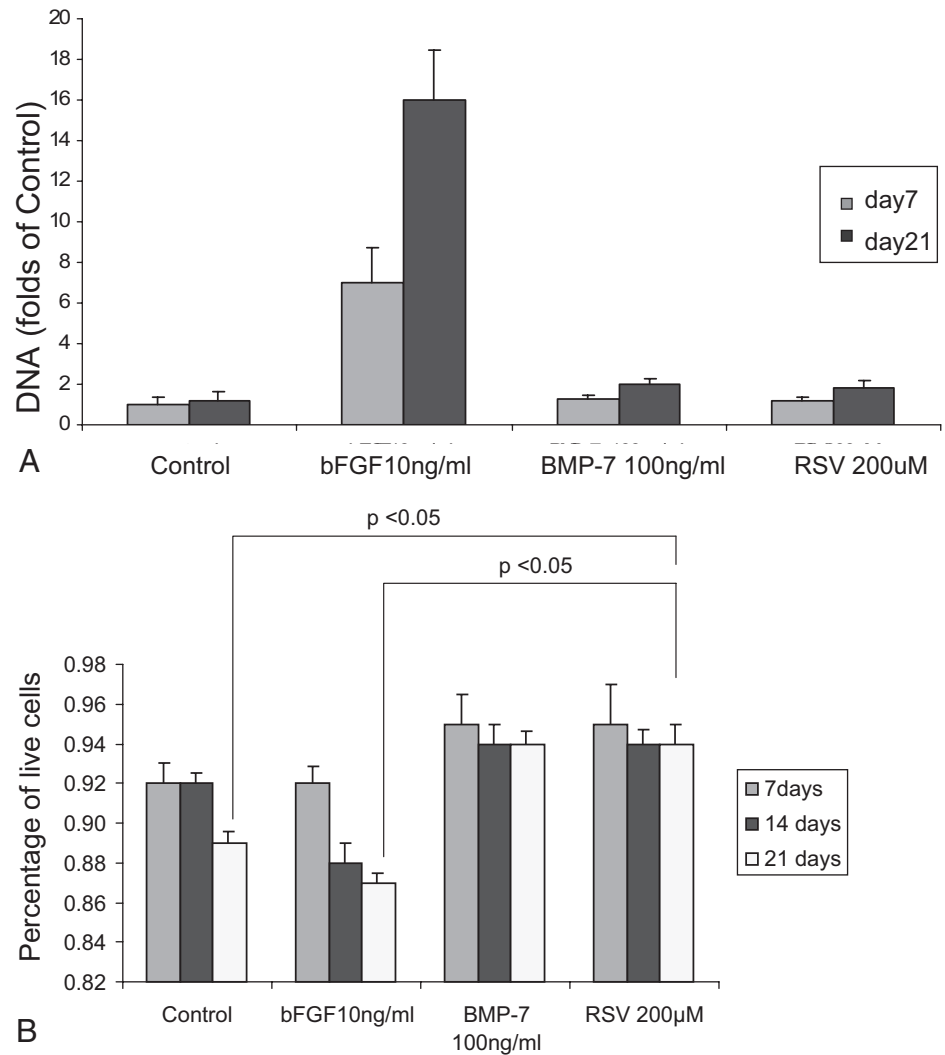 20
18
16
14
12
10
8
6
4
2
0
DNA (folds of Control)
day7
day21
A
Control bFGF10ng/ml BMP-7 100ng/ml RSV 200uM
p <0.05
p <0.05
0.98
0.96
0.94
0.92
0.90
0.88
0.86
0.84
0.82
Percentage of live cells
7days
14 days
21 days
Control bFGF10ng/ml BMP-7 RSV 200µM
100ng/ml
B